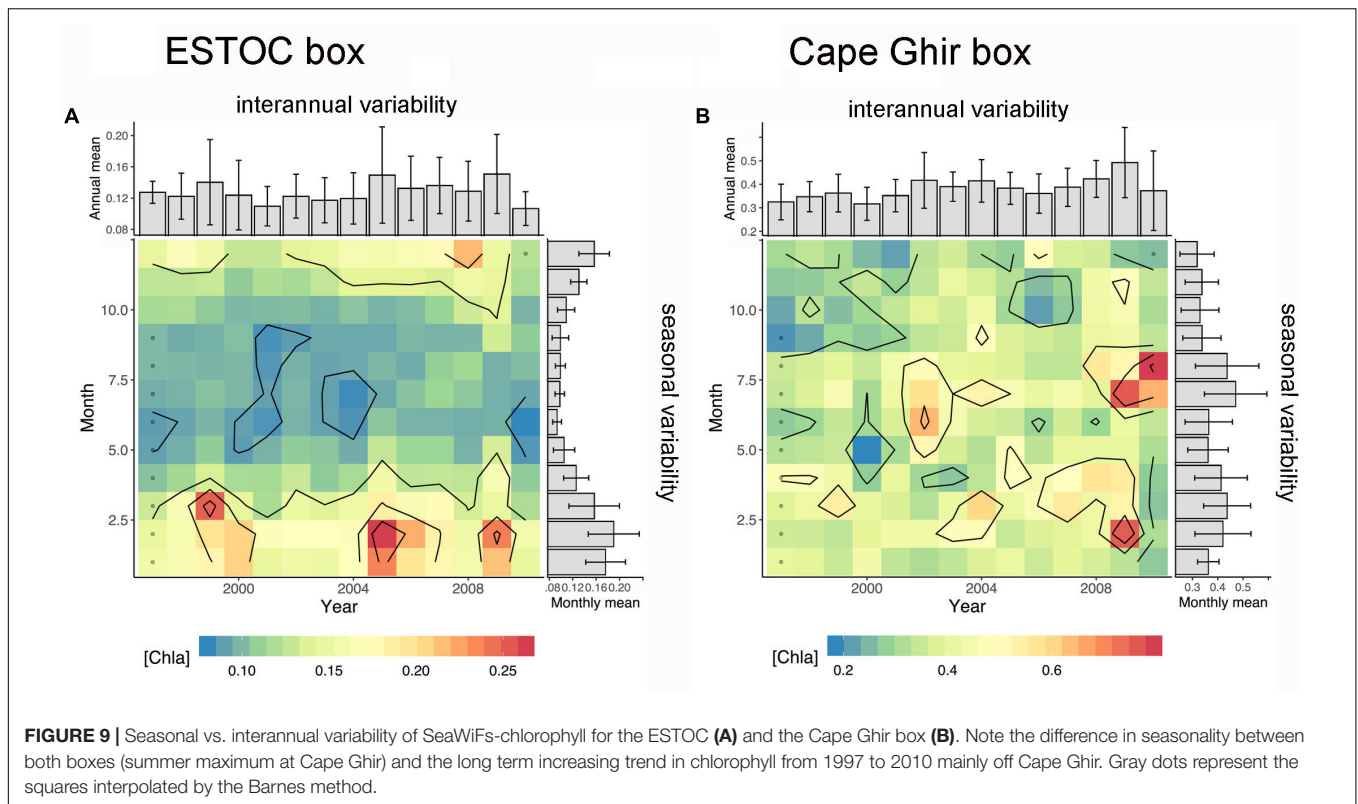 ESTOC box
Cape Ghir box
A
interannual variability
Annual mean
0.20
0.16
0.12
0.08
Month
10.0
7.5
5.0
2.5
2000
2004
2008
Year
seasonal variability
.08 0.12 0.16 0.20
Monthly mean
[Chla]
0.10
0.15
0.20
0.25
B
interannual variability
Annual mean
0.5
0.4
0.3
0.2
Month
10.0
7.5
5.0
2.5
2000
2004
2008
Year
seasonal variability
0.3
0.4
0.5
Monthly mean
[Chla]
0.2
0.4
0.6
FIGURE 9 | Seasonal vs. interannual variability of SeaWiFs-chlorophyll for the ESTOC (A) and the Cape Ghir box (B). Note the difference in seasonality between
both boxes (summer maximum at Cape Ghir) and the long term increasing trend in chlorophyll from 1997 to 2010 mainly off Cape Ghir. Gray dots represent the
squares interpolated by the Barnes method.